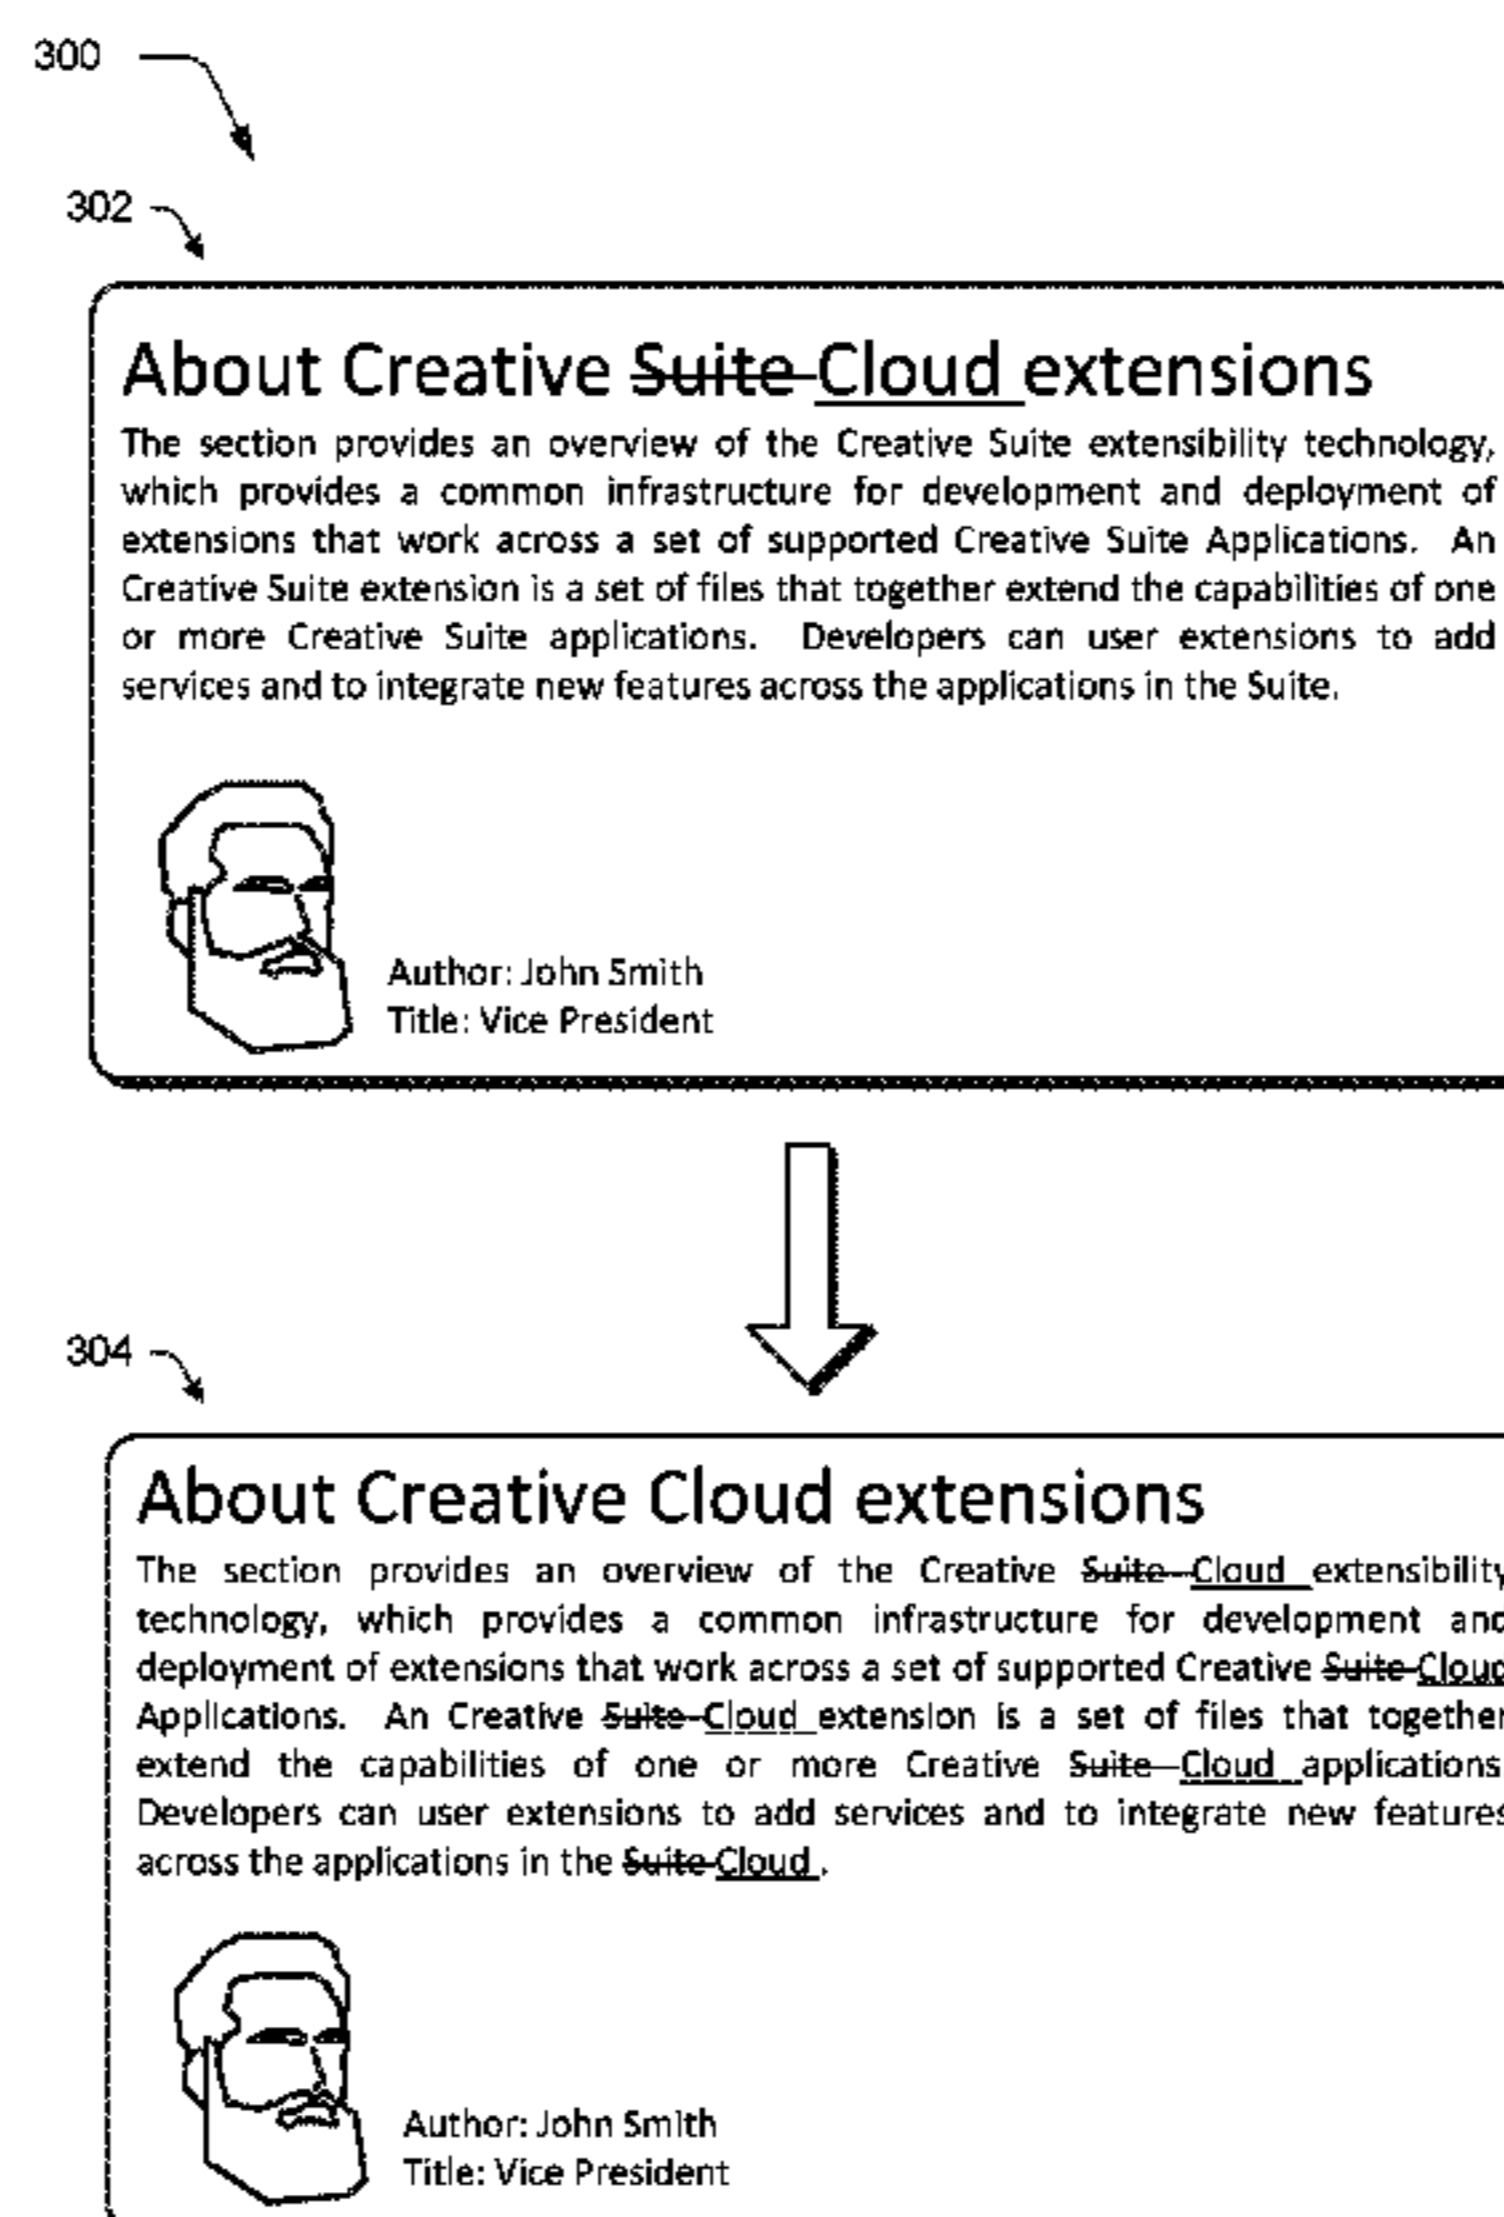 300
302
About Creative Suite Cloud extensions
The section provides an overview of the Creative Suite extensibility technology,
which provides a common infrastructure for development and deployment of
extensions that work across a set of supported Creative Suite Applications. An
Creative Suite extension is a set of files that together extend the capabilities of one
or more Creative Suite applications. Developers can user extensions to add
services and to integrate new features across the applications in the Suite.
Author: John Smith
Title: Vice President
304
About Creative Cloud extensions
The section provides an overview of the Creative Suite Cloud extensibility
technology, which provides a common infrastructure for development and
deployment of extensions that work across a set of supported Creative Suite Cloud
Applications. An Creative Suite Cloud extension is a set of files that together
extend the capabilities of one or more Creative Suite Cloud applications
Developers can user extensions to add services and to integrate new features
across the applications in the Suite Cloud .
Author: John Smith
Title: Vice President